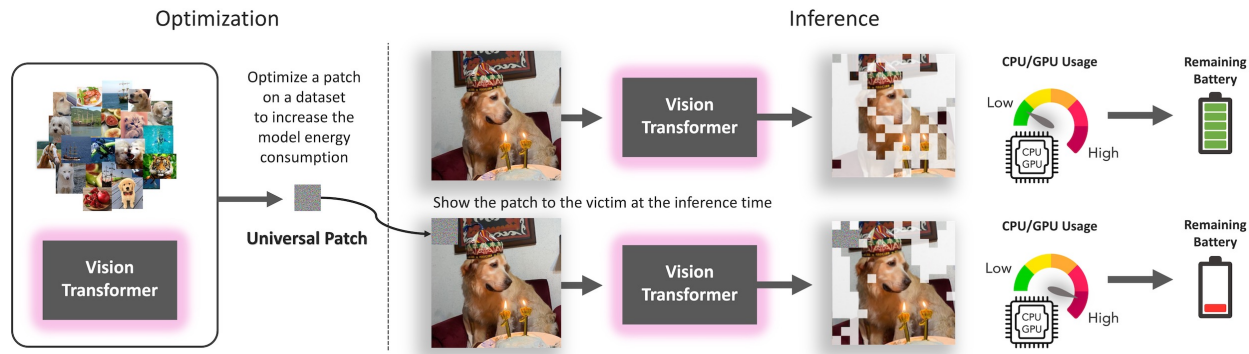 Optimization
Inference
Optimize a patch
on a dataset
to increase the
model energy
consumption
Universal Patch
Vision
Transformer
Vision
Transformer
CPU/GPU Usage
Low
High
CPU
GPU
Remaining
Battery
Show the patch to the victim at the inference time
Vision
Transformer
CPU/GPU Usage
Low
High
CPU
GPU
Remaining
Battery